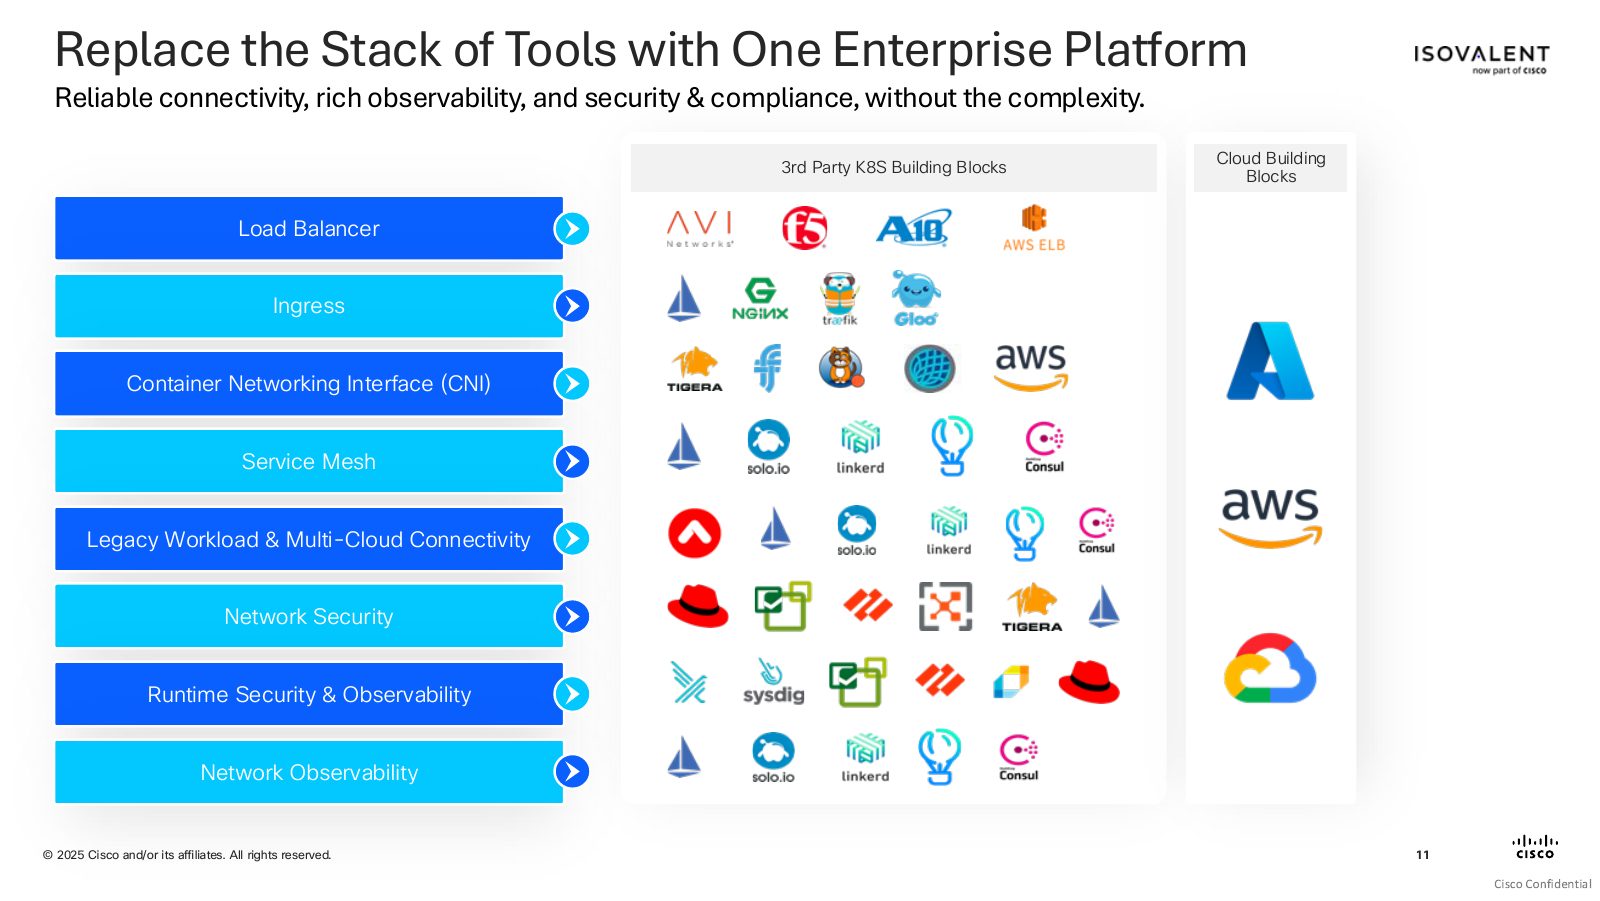 Replace the Stack of Tools with One Enterprise Platform
Reliable connectivity, rich observability, and security & compliance, without the complexity.
ISOVALENT
now part of CISCO
3rd Party K8S Building Blocks
Cloud Building
Blocks
Load Balancer
AVI
Networks
f5
A10
AWS ELB
Ingress
NGINX
træfik
Gloo
Container Networking Interface (CNI)
TIGERA
aws
Service Mesh
solo.io
linkerd
HashiCorp
Consul
Legacy Workload & Multi-Cloud Connectivity
solo.io
linkerd
HashiCorp
Consul
aws
Network Security
TIGERA
Runtime Security & Observability
sysdig
Network Observability
solo.io
linkerd
HashiCorp
Consul
© 2025 Cisco and/or its affiliates. All rights reserved.
11
CISCO
Cisco Confidential